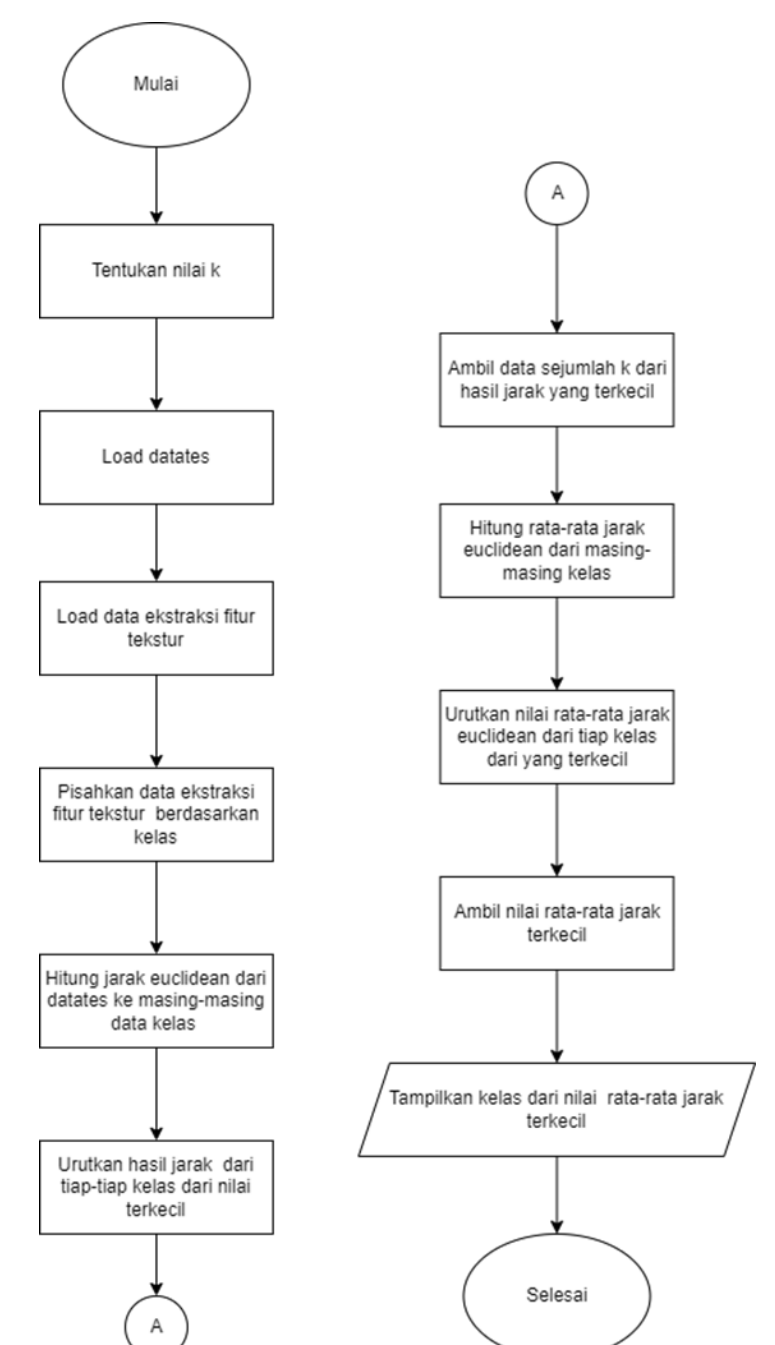 Mulai
Tentukan nilai k
Load datates
Load data ekstraksi fitur
tekstur
Pisahkan data ekstraksi
fitur tekstur berdasarkan
kelas
Hitung jarak euclidean dari
datates ke masing-masing
data kelas
Urutkan hasil jarak dari
tiap-tiap kelas dari nilai
terkecil
A
A
Ambil data sejumlah k dari
hasil jarak yang terkecil
Hitung rata-rata jarak
euclidean dari masing-
masing kelas
Urutkan nilai rata-rata jarak
euclidean dari tiap kelas
dari yang terkecil
Ambil nilai rata-rata jarak
terkecil
Tampilkan kelas dari nilai rata-rata jarak
terkecil
Selesai